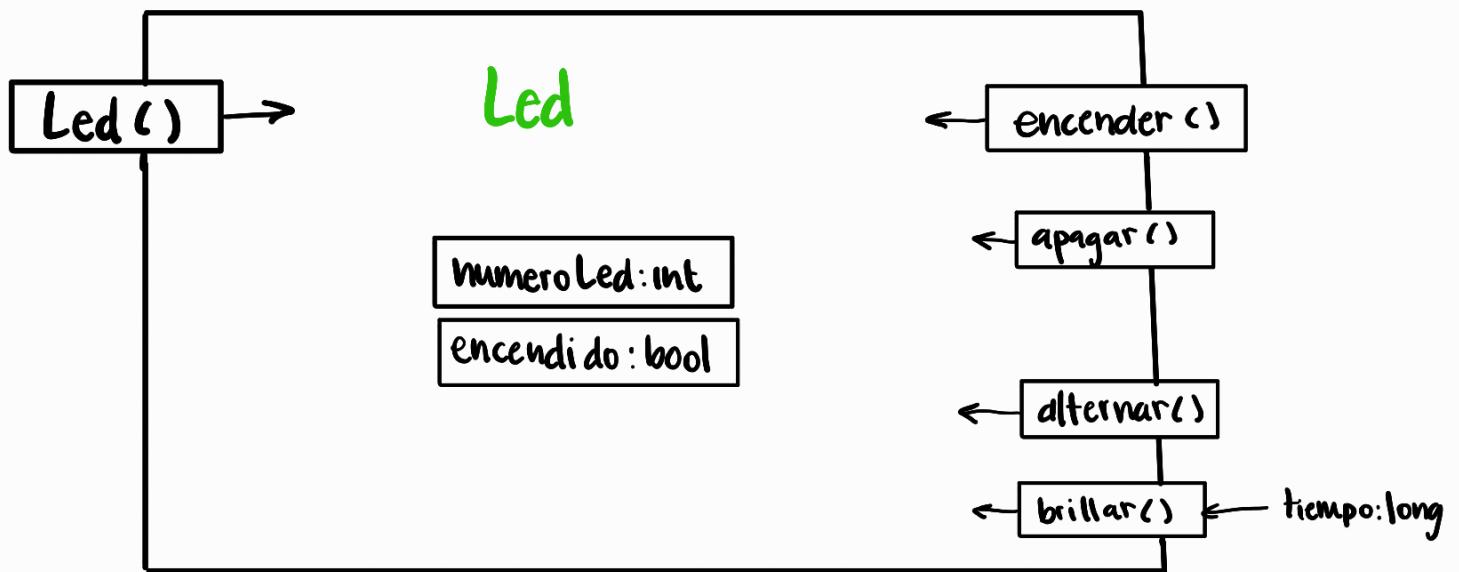 Led
Led()
encender()
apagar()
numeroLed:int
encendido:bool
alternar()
brillar()
tiempo:long